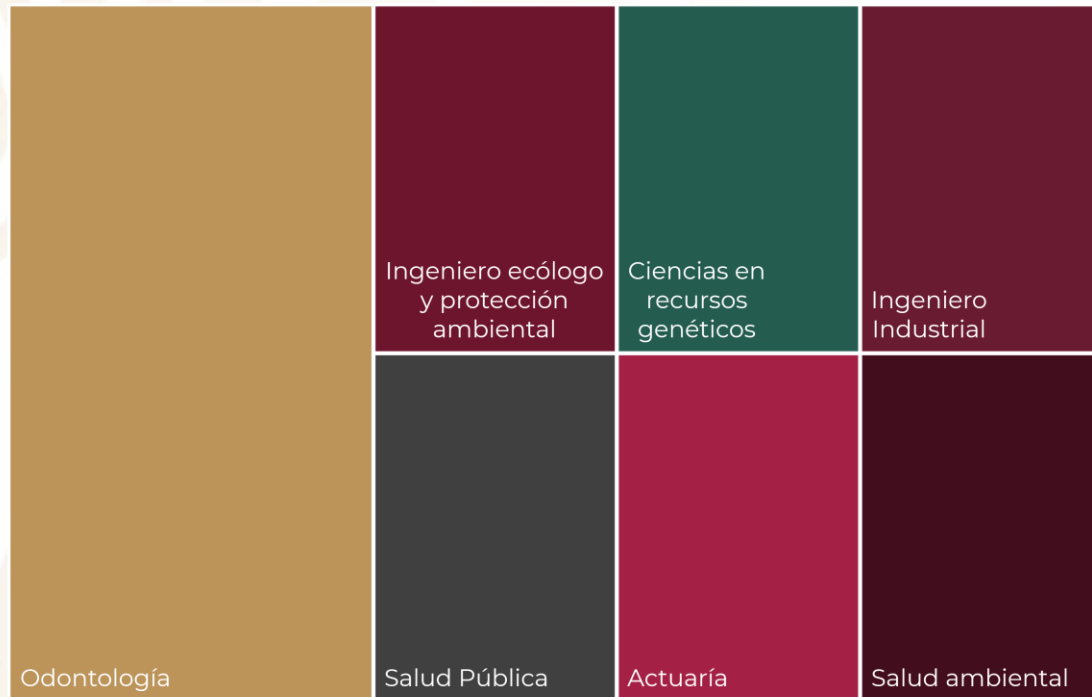 Ingeniero ecólogo
y protección
ambiental
Ciencias en
recursos
genéticos
Ingeniero
Industrial
Odontología
Salud Pública
Actuaría
Salud ambiental